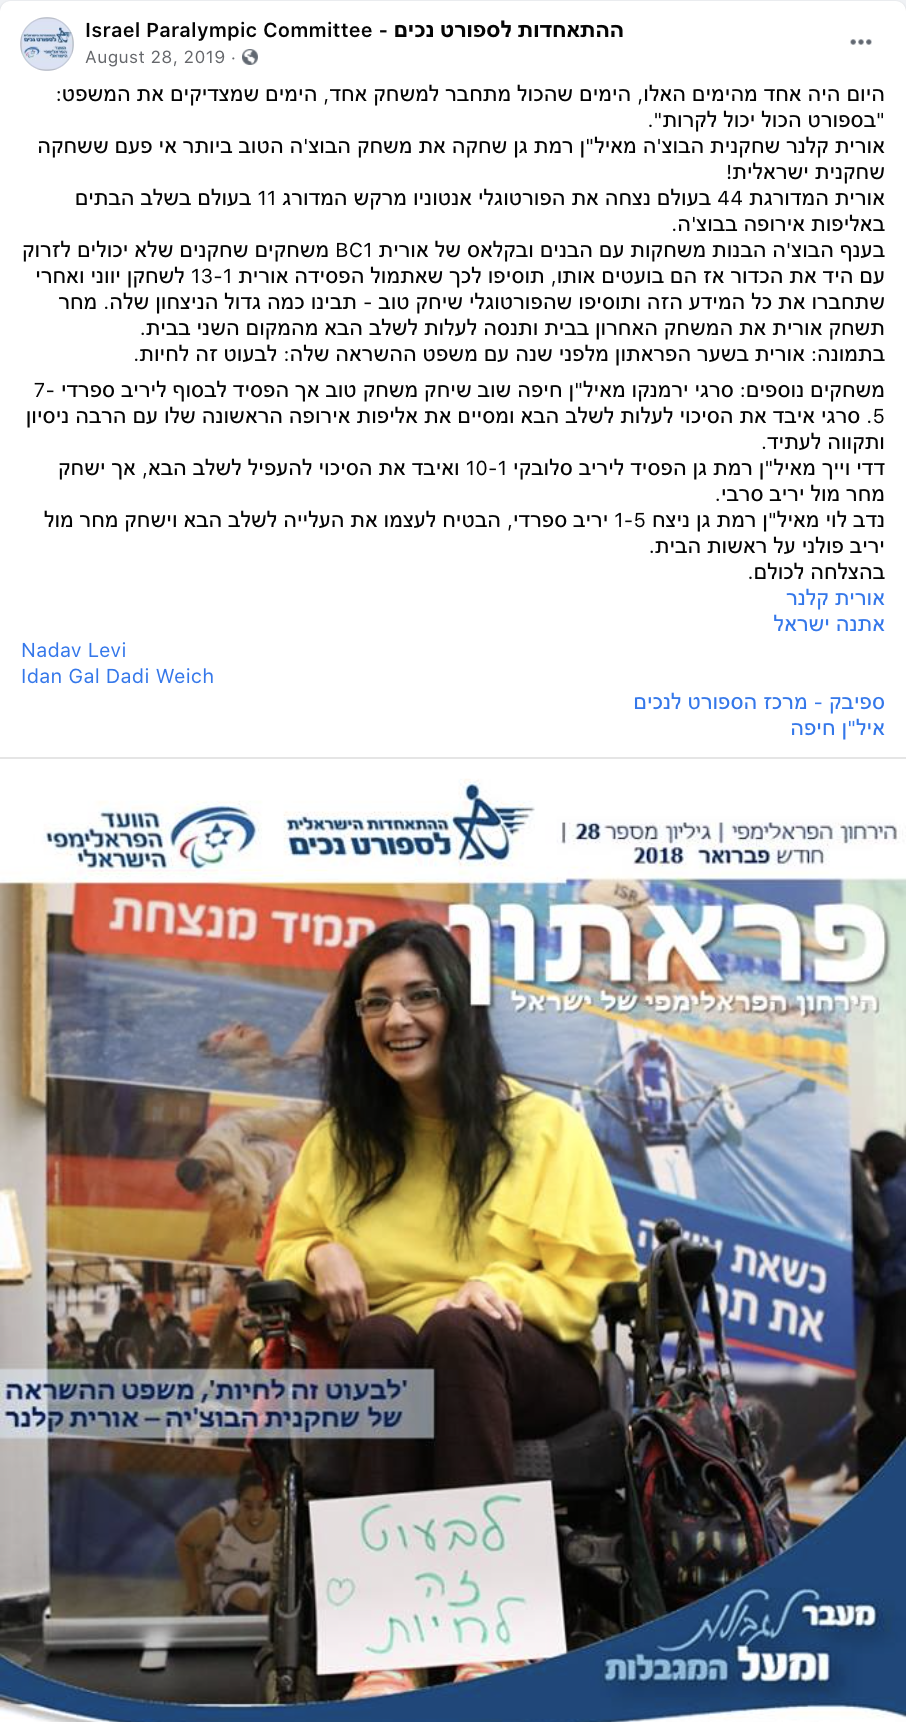 Israel Paralympic Committee - ההתאחדות לספורט נכים
August 28, 2019
היום היה אחד מהימים האלו, הימים שהכול מתחבר למשחק אחד, הימים שמצדיקים את המשפט:
"בספורט הכול יכול לקרות".
אורית קלנר שחקנית הבוצ'ה מאיל"ן רמת גן שחקה את משחק הבוצ'ה הטוב ביותר אי פעם ששחקה
שחקנית ישראלית!
אורית המדורגת 44 בעולם נצחה את הפורטוגלי אנטוניו מרקש המדורג 11 בעולם בשלב הבתים
באליפות אירופה בבוצ'ה.
בענף הבוצ'ה הבנות משחקות עם הבנים ובקלאס של אורית BC1 משחקים שחקנים שלא יכולים לזרוק
עם היד את הכדור אז הם בועטים אותו, תוסיפו לכך שאתמול הפסידה אורית 13-1 לשחקן יווני ואחרי
שתחברו את כל המידע הזה ותוסיפו שהפורטוגלי שיחק טוב - תבינו כמה גדול הניצחון שלה. מחר
תשחק אורית את המשחק האחרון בבית ותנסה לעלות לשלב הבא מהמקום השני בבית.
בתמונה: אורית בשער הפראתון מלפני שנה עם משפט ההשראה שלה: לבעוט זה לחיות.
משחקים נוספים: סרגי ירמנקו מאיל"ן חיפה שוב שיחק משחק טוב אך הפסיד לבסוף ליריב ספרדי 7-
5. סרגי איבד את הסיכוי לעלות לשלב הבא ומסיים את אליפות אירופה הראשונה שלו עם הרבה ניסיון
ותקווה לעתיד.
דדי וייך מאיל"ן רמת גן הפסיד ליריב סלובקי 10-1 ואיבד את הסיכוי להעפיל לשלב הבא, אך ישחק
מחר מול יריב סרבי.
נדב לוי מאיל"ן רמת גן ניצח 1-5 יריב ספרדי, הבטיח לעצמו את העלייה לשלב הבא וישחק מחר מול
יריב פולני על ראשות הבית.
בהצלחה לכולם.
אורית קלנר
אתנה ישראל
Nadav Levi
Idan Gal Dadi Weich
ספיבק - מרכז הספורט לנכים
איל"ן חיפה
הירחון הפראלימפי | גיליון מספר 28 |
חודש פברואר 2018
ההתאחדות הישראלית
לספורט נכים
הוועד
הפראלימפי
הישראלי
פראתון
הירחון הפראלימפי של ישראל
תמיד מנצחת
ISR
כשאת
את
'לבעוט זה לחיות', משפט ההשראה
של שחקנית הבוצ'יה – אורית קלנר
לבעוט
זה
לחיות
מעבר לגבולות
ומעל המגבלות